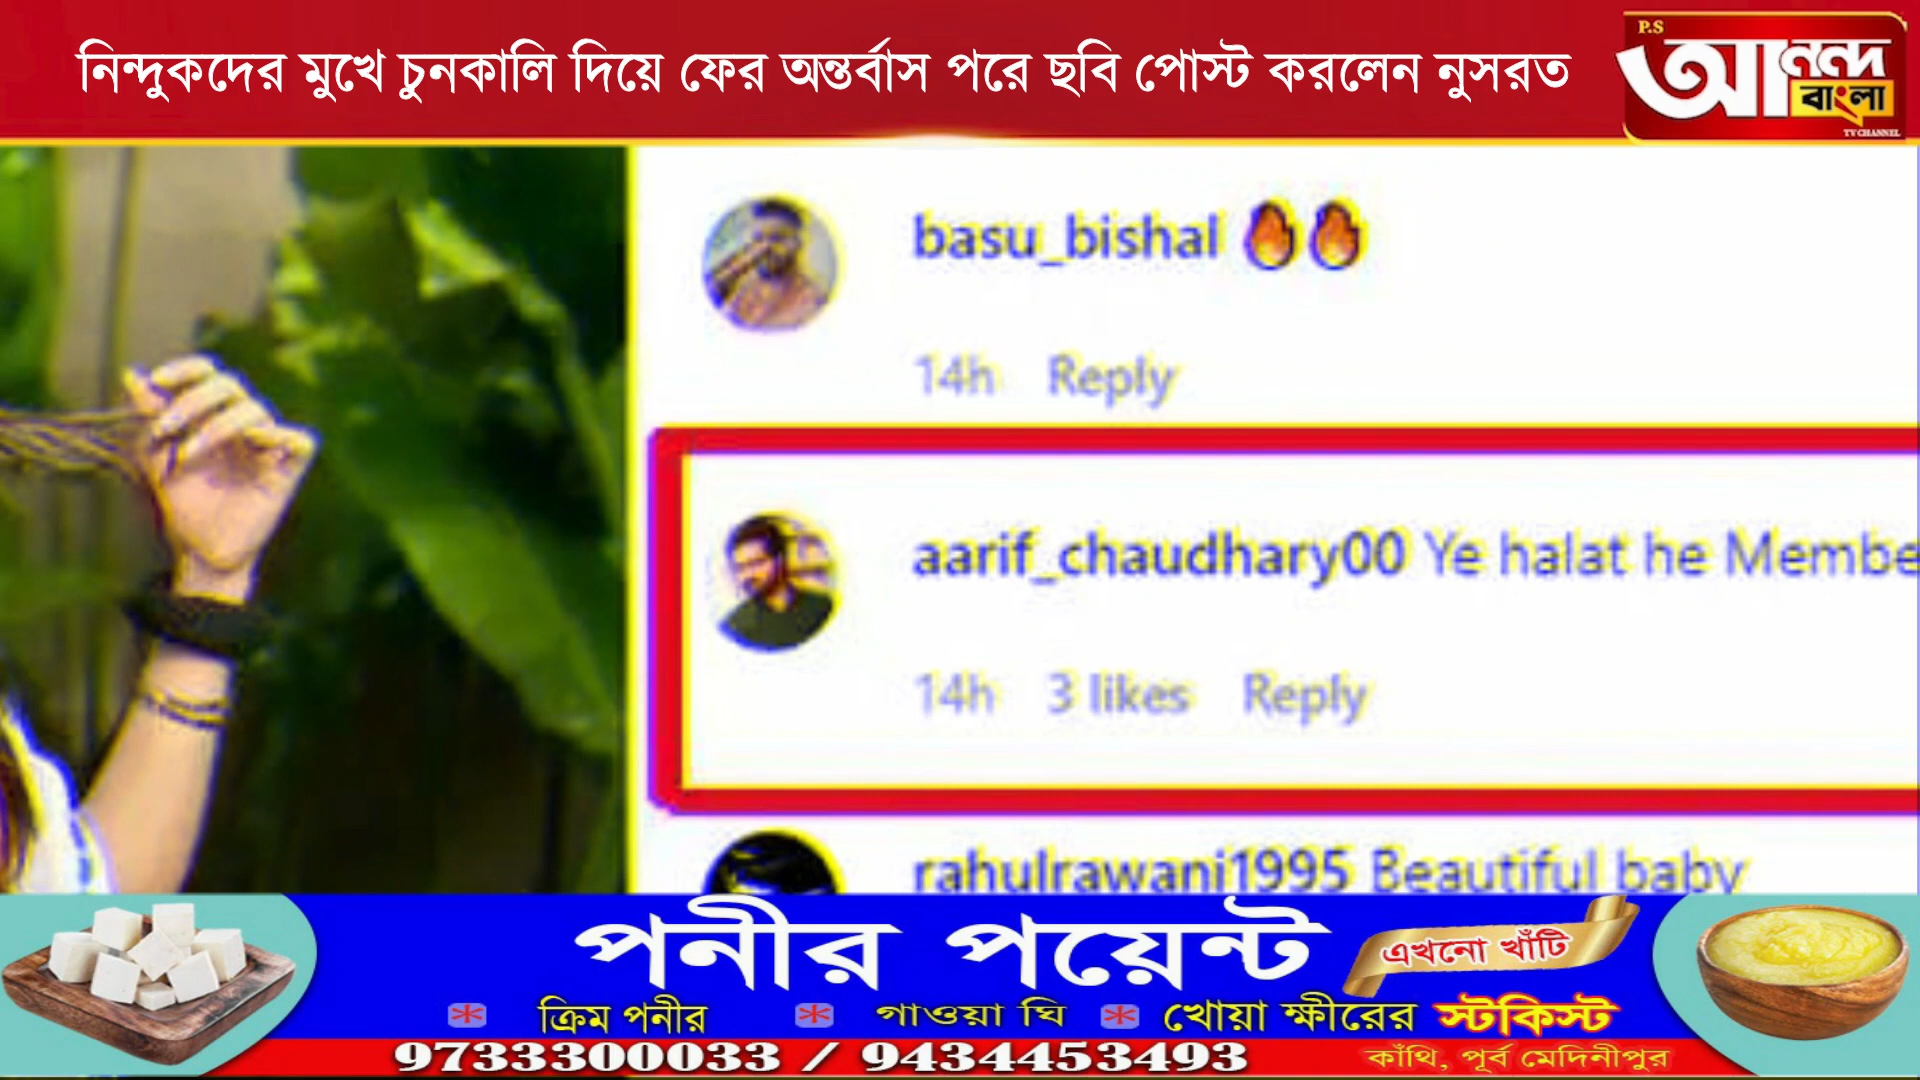 নিন্দুকদের মুখে চুনকালি দিয়ে ফের অন্তর্বাস পরে ছবি পোস্ট করলেন নুসরত
P.S
আনন্দ
বাংলা
TV CHANNEL
basu_bishal 🔥🔥
14h Reply
aarif_chaudhary00 Ye halat he Membe
14h 3 likes Reply
rahulrawani1995 Beautiful baby
পনীর পয়েন্ট
এখনো খাঁটি
* ক্রিম পনীর * গাওয়া ঘি * খোয়া ক্ষীরের স্টকিস্ট
9733300033 / 9434453493 কাঁথি, পূর্ব মেদিনীপুর